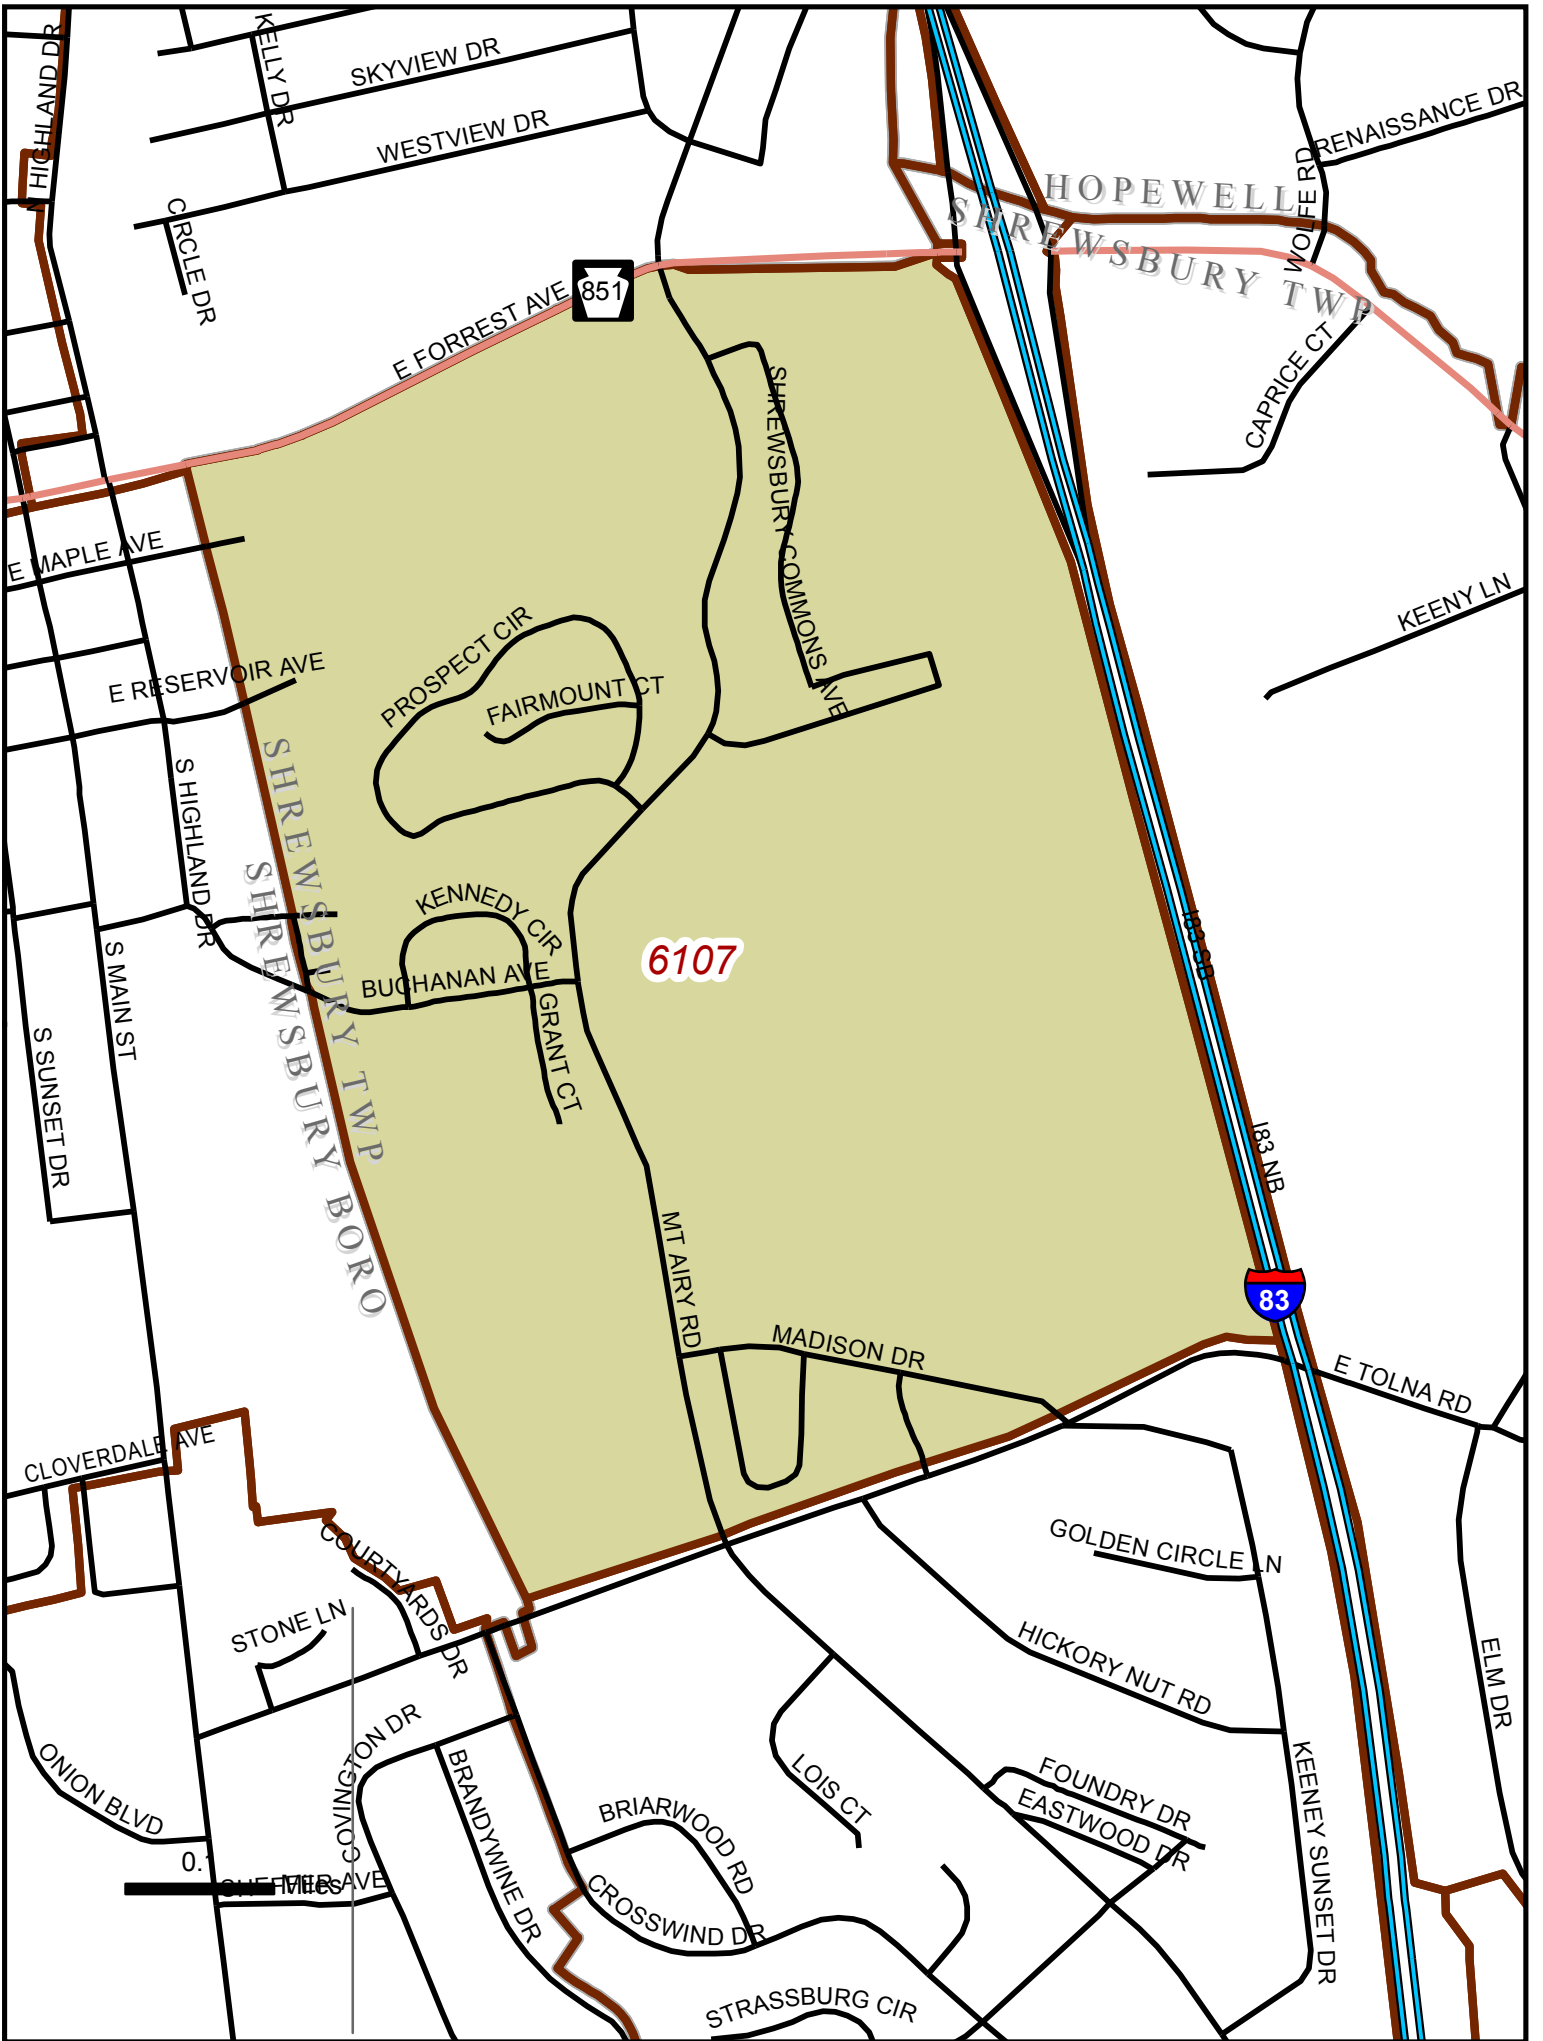 N HIGHLAND DR
KELLY DR
SKYVIEW DR
WESTVIEW DR
CIRCLE DR
RENAISSANCE DR
WOLFE RD
HOPEWELL
SHREWSBURY TWP
E FORREST AVE
851
CAPRICE CT
SHREWSBURY COMMONS AVE
E MAPLE AVE
KEENY LN
PROSPECT CIR
FAIRMOUNT CT
E RESERVOIR AVE
S HIGHLAND DR
SHREWSBURY TWP
SHREWSBURY BORO
KENNEDY CIR
BUCHANAN AVE
GRANT CT
6107
I83 SB
S MAIN ST
S SUNSET DR
I83 NB
MT AIRY RD
83
MADISON DR
E TOLNA RD
CLOVERDALE AVE
COURTYARDS DR
STONE LN
GOLDEN CIRCLE LN
HICKORY NUT RD
ELM DR
COVINGTON DR
ONION BLVD
BRANDYWINE DR
LOIS CT
FOUNDRY DR
EASTWOOD DR
KEENEY SUNSET DR
BRIARWOOD RD
0.
Miles
AVE
CROSSWIND DR
STRASSBURG CIR